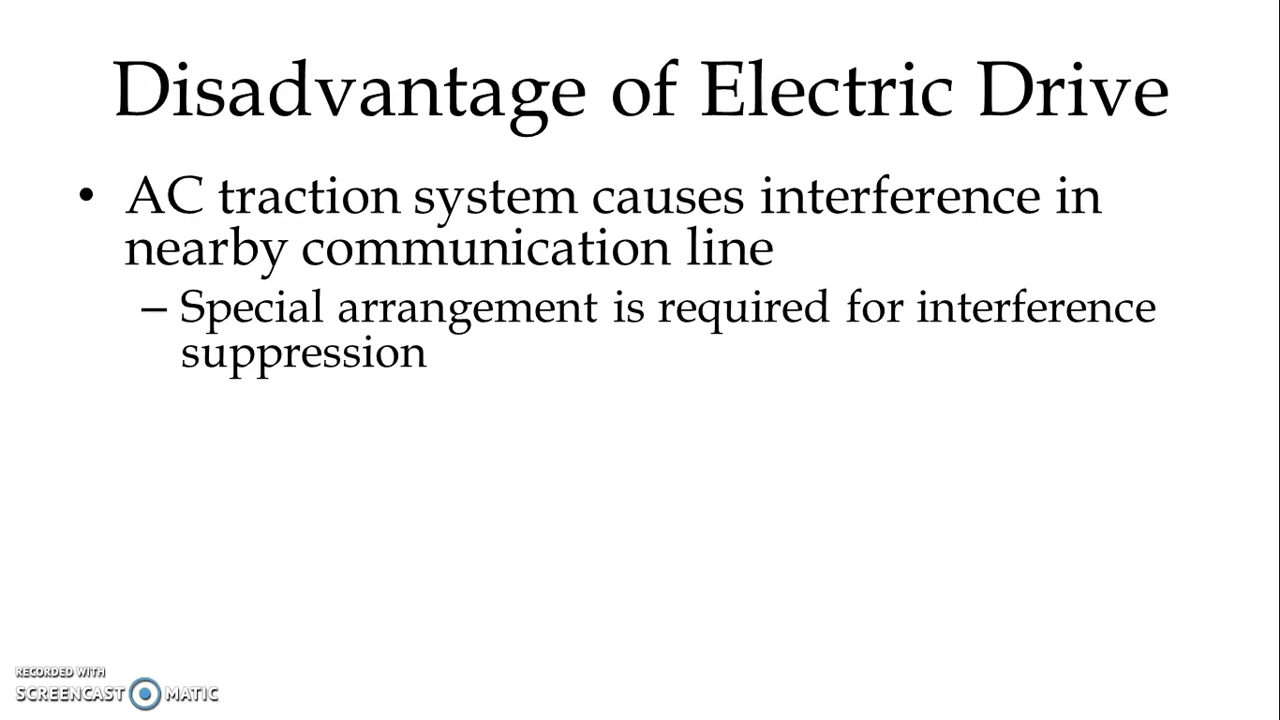 Disadvantage of Electric Drive
• AC traction system causes interference in
nearby communication line
– Special arrangement is required for interference
suppression
RECORDED WITH
SCREENCAST MATIC